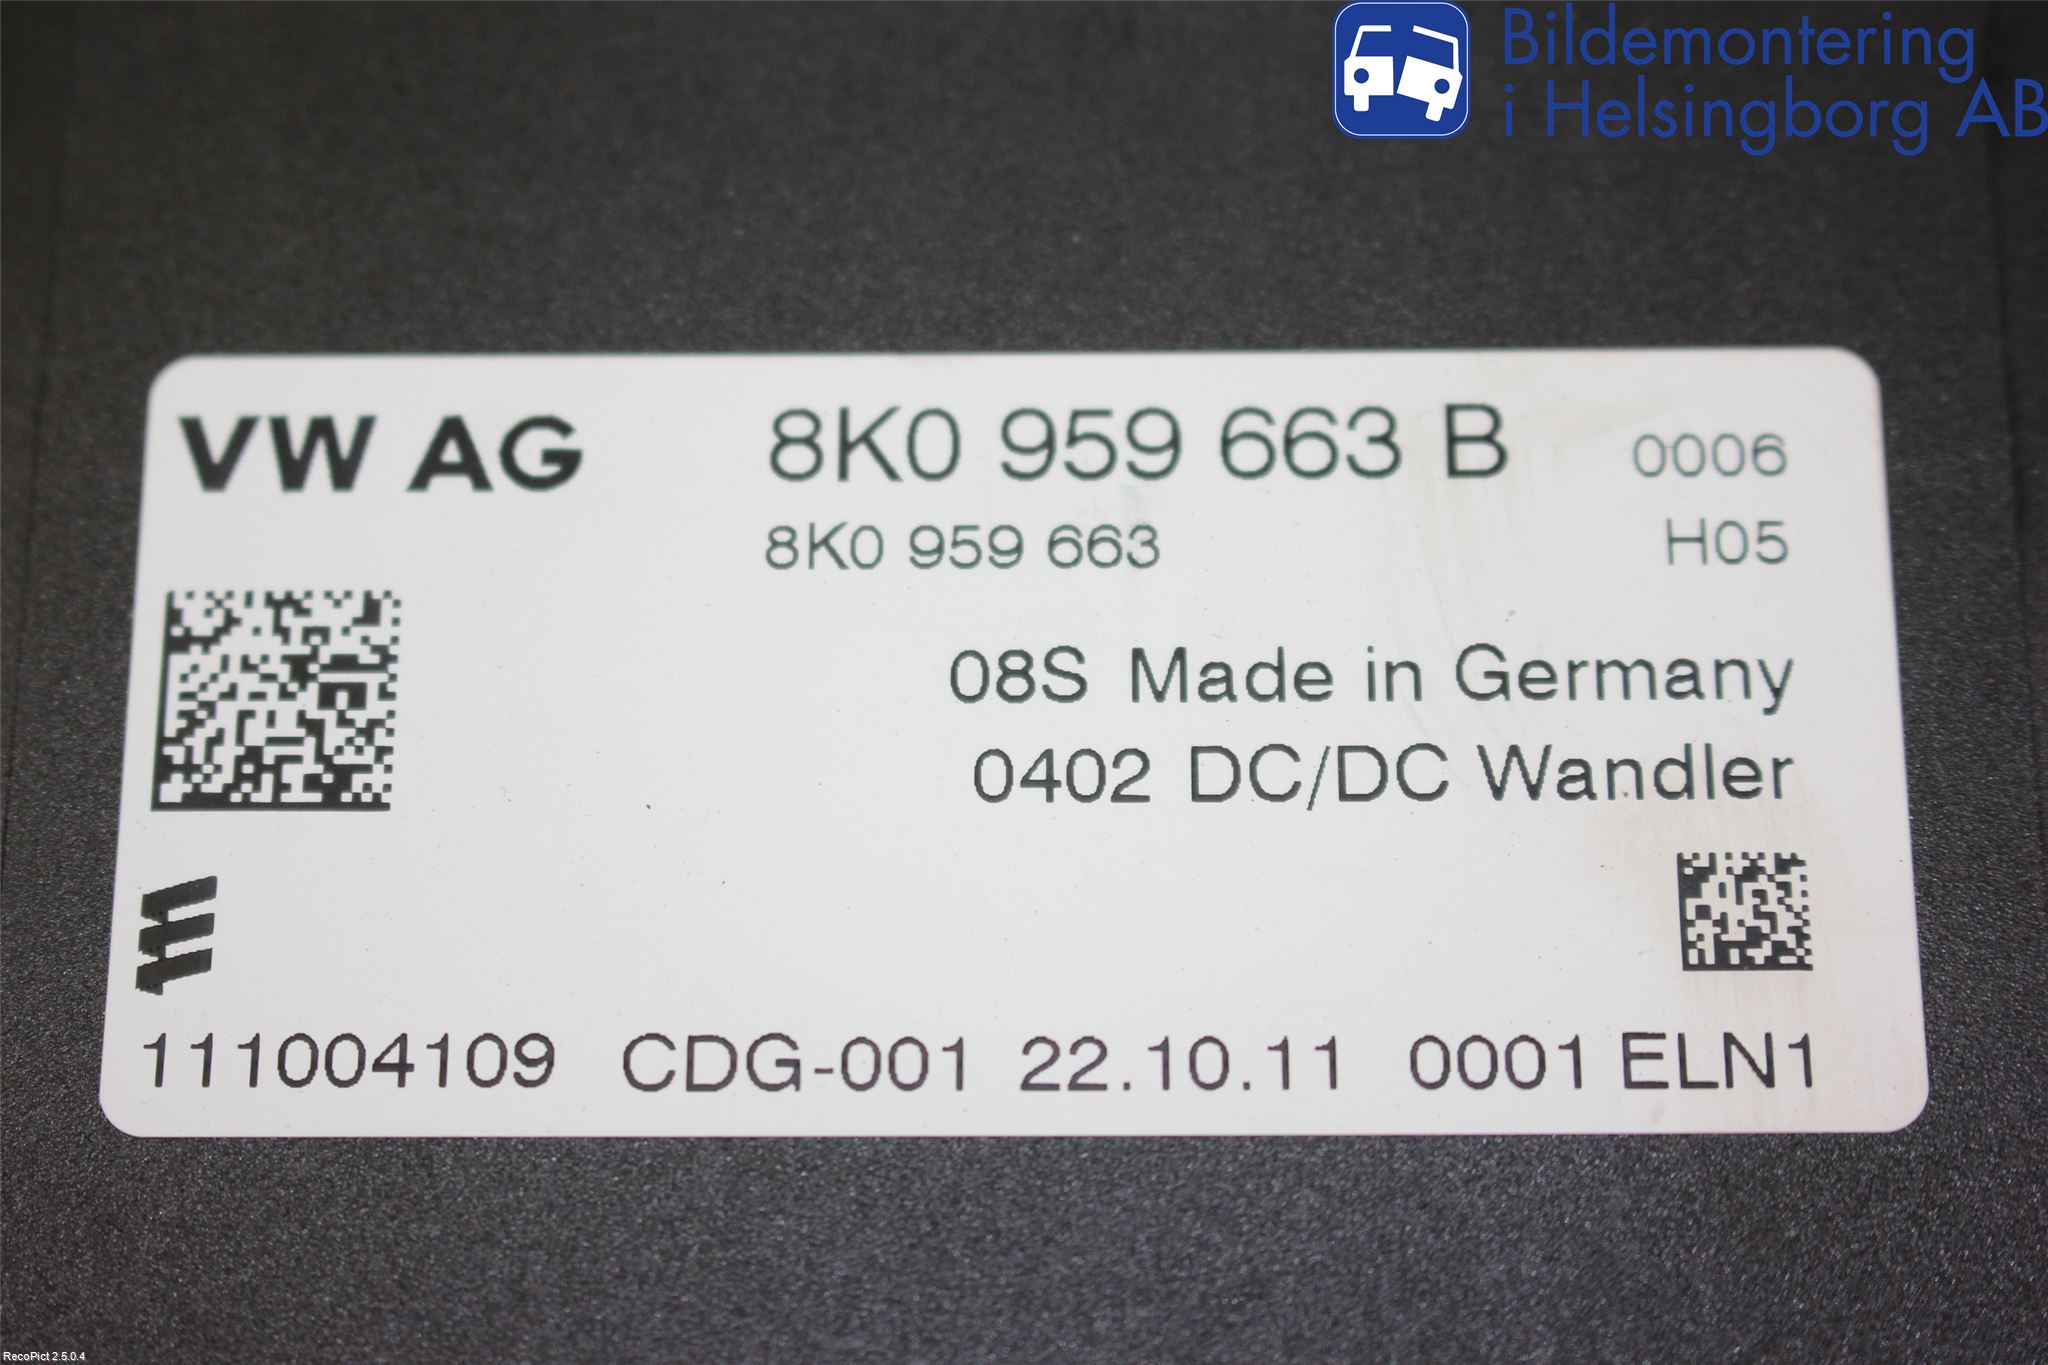 Bildemontering
i Helsingborg AB
VW AG 8K0 959 663 B 0006
8K0 959 663 H05
08S Made in Germany
0402 DC/DC Wandler
111004109 CDG-001 22.10.11 0001 ELN1
RecoPict 2.5.0.4